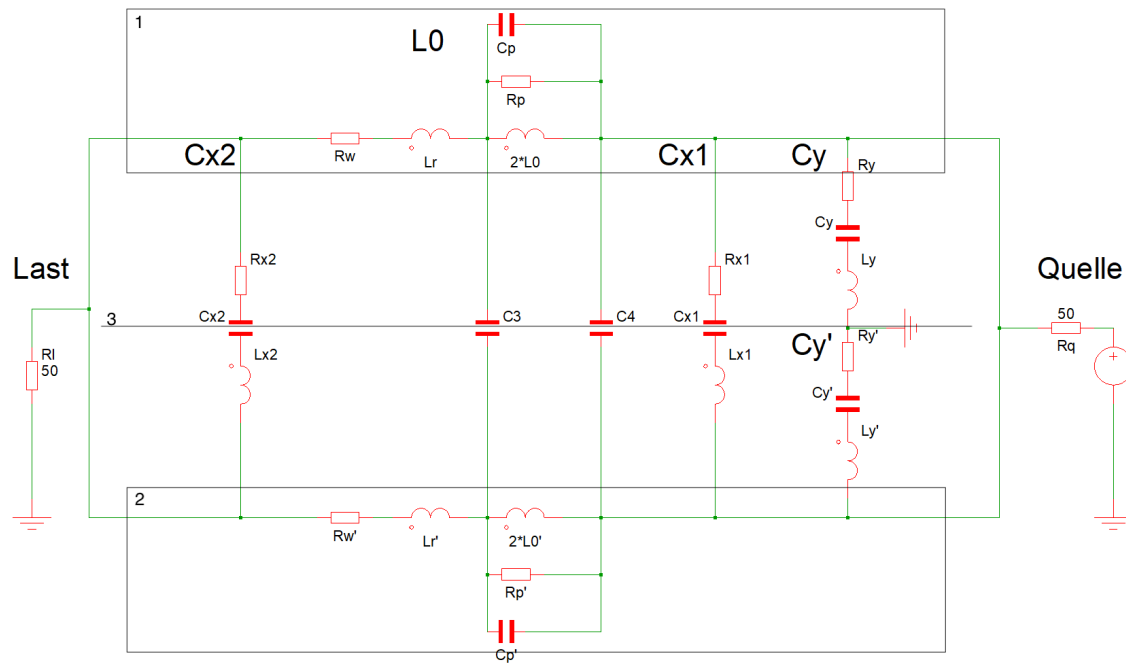 1
L0
Cp
Rp
Cx2
Rw
Lr
2*L0
Cx1
Cy
Ry
Cy
Ly
Rx2
Rx1
Last
Quelle
Cx2
3
C3
C4
Cx1
50
Rq
Ry'
Cy'
Lx2
Lx1
Rl
50
Cy'
Ly'
2
Rw'
Lr'
2*L0'
Rp'
Cp'